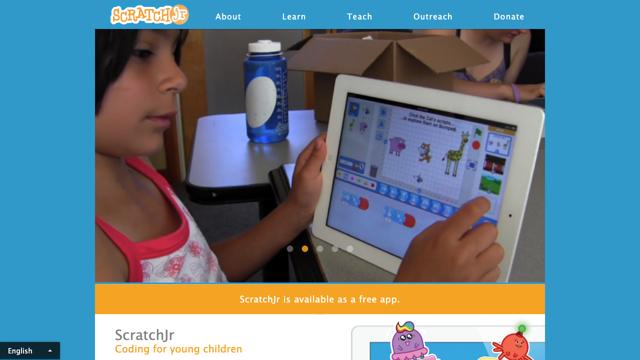 SCRATCHJr
About
Learn
Teach
Outreach
Donate
ScratchJr is available as a free app.
ScratchJr
Coding for young children
English